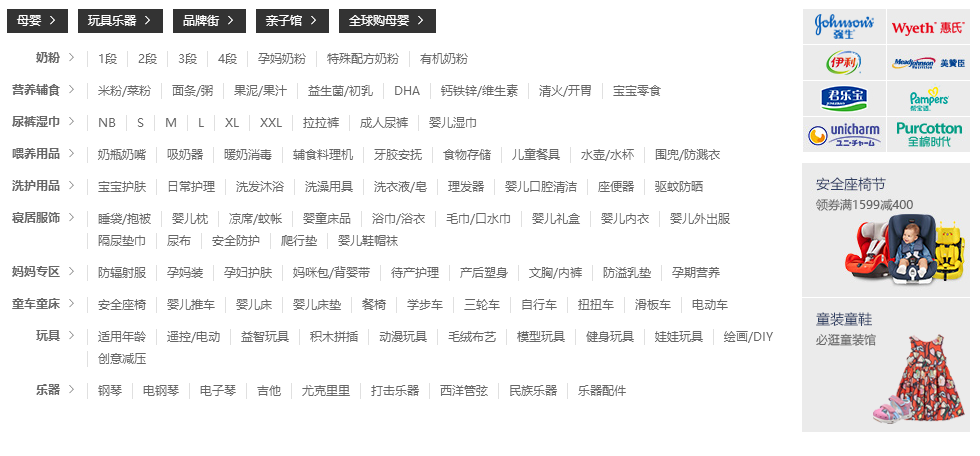 母婴 玩具乐器 品牌街 亲子馆 全球购母婴
奶粉 1段 2段 3段 4段 孕妈奶粉 特殊配方奶粉 有机奶粉
营养辅食 米粉/菜粉 面条/粥 果泥/果汁 益生菌/初乳 DHA 钙铁锌/维生素 清火/开胃 宝宝零食
尿裤湿巾 NB S M L XL XXL 拉拉裤 成人尿裤 婴儿湿巾
喂养用品 奶瓶奶嘴 吸奶器 暖奶消毒 辅食料理机 牙胶安抚 食物存储 儿童餐具 水壶/水杯 围兜/防溅衣
洗护用品 宝宝护肤 日常护理 洗发沐浴 洗澡用具 洗衣液/皂 理发器 婴儿口腔清洁 座便器 驱蚊防晒
寝居服饰 睡袋/抱被 婴儿枕 凉席/蚊帐 婴童床品 浴巾/浴衣 毛巾/口水巾 婴儿礼盒 婴儿内衣 婴儿外出服
隔尿垫巾 尿布 安全防护 爬行垫 婴儿鞋帽袜
妈妈专区 防辐射服 孕妈装 孕妇护肤 妈咪包/背婴带 待产护理 产后塑身 文胸/内裤 防溢乳垫 孕期营养
童车童床 安全座椅 婴儿推车 婴儿床 婴儿床垫 餐椅 学步车 三轮车 自行车 扭扭车 滑板车 电动车
玩具 适用年龄 遥控/电动 益智玩具 积木拼插 动漫玩具 毛绒布艺 模型玩具 健身玩具 娃娃玩具 绘画/DIY
创意减压
乐器 钢琴 电钢琴 电子琴 吉他 尤克里里 打击乐器 西洋管弦 民族乐器 乐器配件
Johnson's
强生
Wyeth 惠氏
伊利
MeadJohnson 美赞臣
君乐宝
Pampers
帮宝适
unicharm
ユニ・チャーム
PurCotton
全棉时代
安全座椅节
领券满1599减400
童装童鞋
必逛童装馆